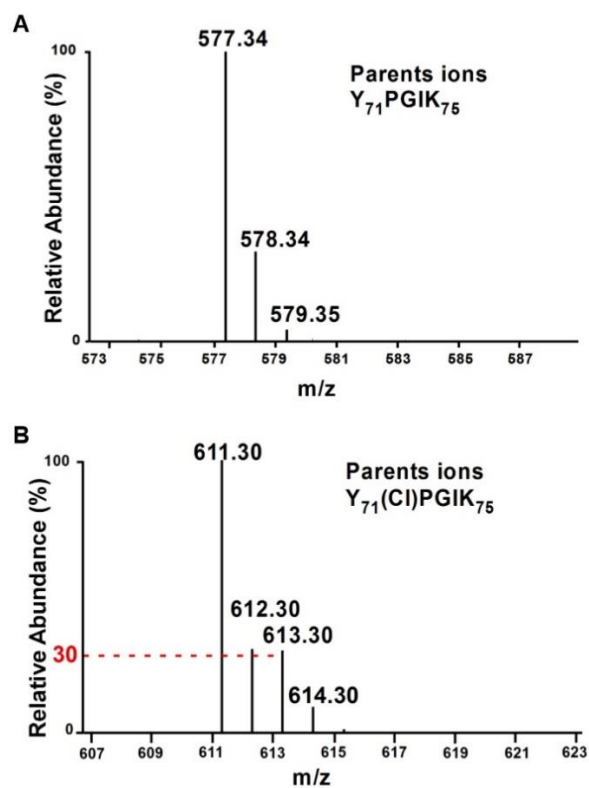 A
Relative Abundance (%)
100
0
577.34
578.34
579.35
Parents ions
Y71PGIK75
573 575 577 579 581 583 585 587
m/z
B
Relative Abundance (%)
100
30
0
611.30
612.30
613.30
614.30
Parents ions
Y71(Cl)PGIK75
607 609 611 613 615 617 619 621 623
m/z